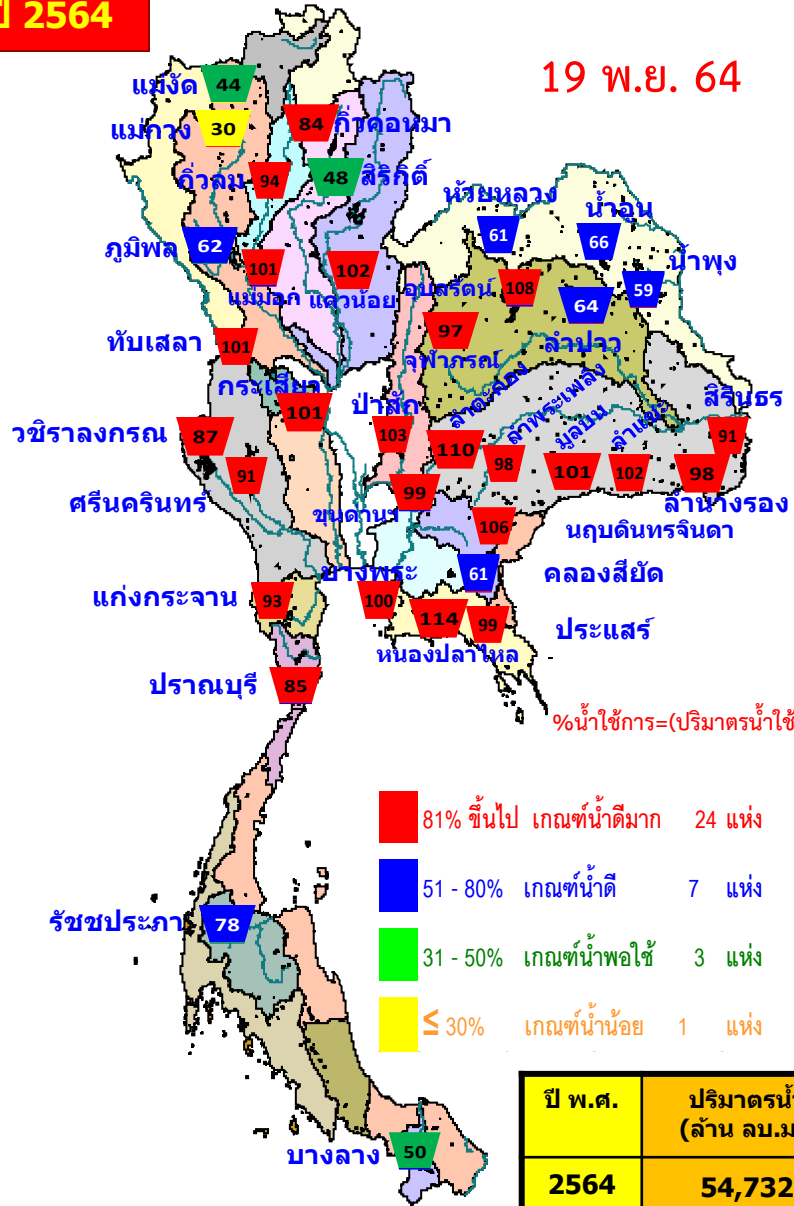 ปี 2564
19 พ.ย. 64
แม่งัด 44
แม่กวง 30
84 กิ่วคอหมา
กิ่วลม 94
48 สิริกิติ์
ห้วยหลวง 61
น้ำอูน 66
ภูมิพล 62
น้ำพุง 59
101 แม่มอก
102 แควน้อย
อุบลรัตน์ 108
64 ลำปาว
ทับเสลา 101
97 จุฬาภรณ์
กระเสียว 101
ป่าสัก 103
ลำตะคอง 110
ลำพระเพลิง 98
มูลบน 101
ลำแชะ 102
สิรินธร 91
วชิราลงกรณ 87
98 ลำนางรอง
ศรีนครินทร์ 91
ขุนด่านฯ 99
106 นฤบดินทรจินดา
บางพระ 100
61 คลองสียัด
แก่งกระจาน 93
114 หนองปลาไหล
99 ประแสร์
ปราณบุรี 85
%น้ำใช้การ=(ปริมาตรน้ำใช้
81% ขึ้นไป เกณฑ์น้ำดีมาก 24 แห่ง
51 - 80% เกณฑ์น้ำดี 7 แห่ง
รัชชประภา 78
31 - 50% เกณฑ์น้ำพอใช้ 3 แห่ง
≤ 30% เกณฑ์น้ำน้อย 1 แห่ง
ปี พ.ศ. ปริมาตรน้ำ
(ล้าน ลบ.ม
บางลาง 50
2564 54,732